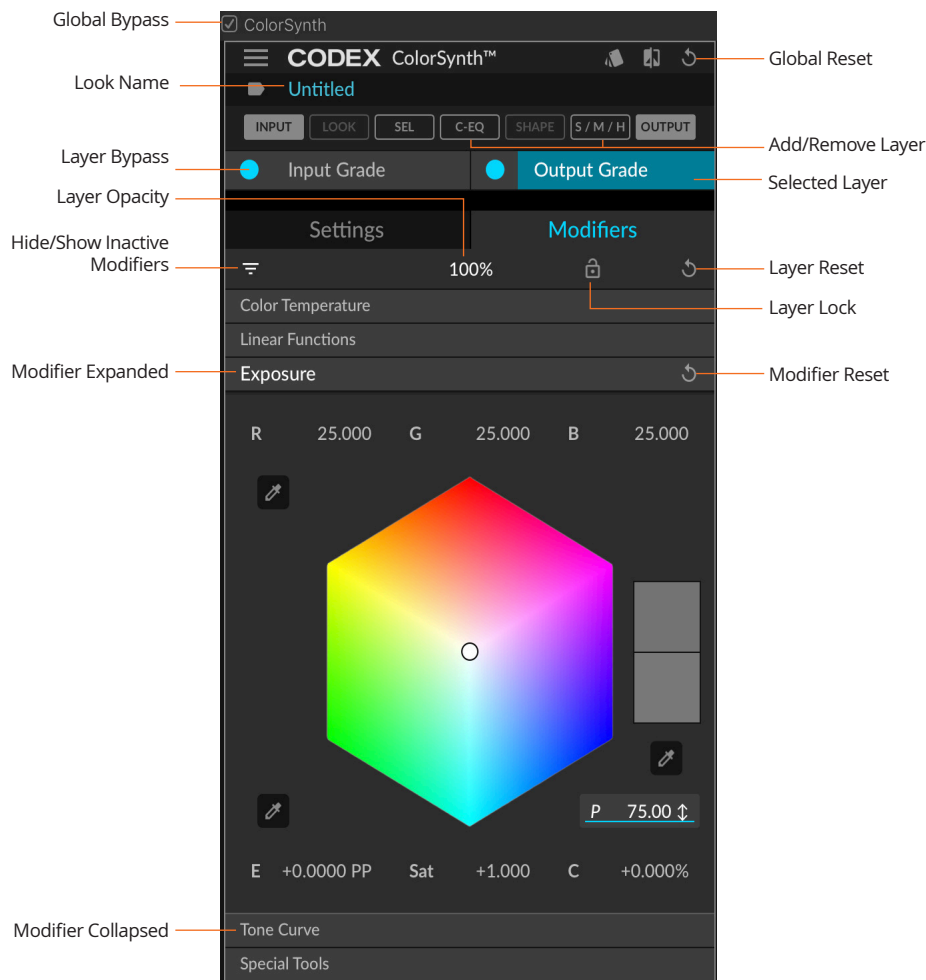 Global Bypass
ColorSynth
CODEX ColorSynth™
Global Reset
Look Name
Untitled
INPUT LOOK SEL C-EQ SHAPE S / M / H OUTPUT
Add/Remove Layer
Layer Bypass
Input Grade
Output Grade
Selected Layer
Layer Opacity
Settings
Modifiers
Hide/Show Inactive
Modifiers
100%
Layer Reset
Layer Lock
Color Temperature
Linear Functions
Modifier Expanded
Exposure
Modifier Reset
R 25.000 G 25.000 B 25.000
P 75.00
E +0.0000 PP Sat +1.000 C +0.000%
Modifier Collapsed
Tone Curve
Special Tools